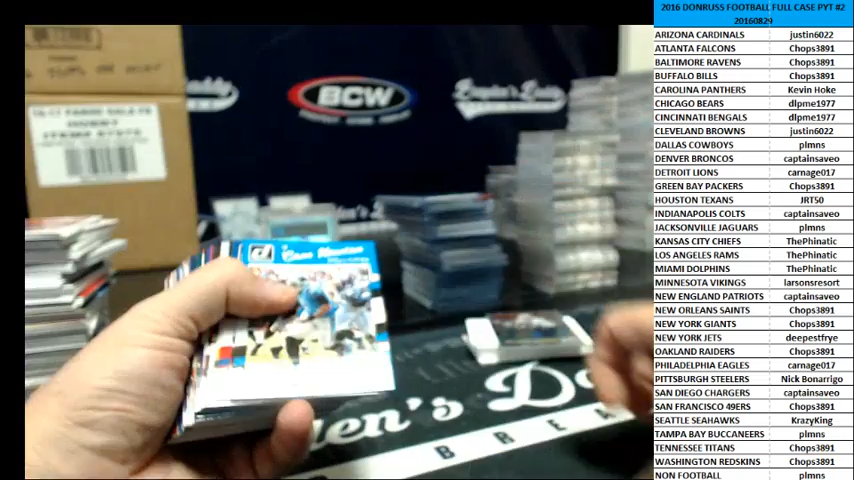 2016 DONRUSS FOOTBALL FULL CASE PYT #2
20160829
ARIZONA CARDINALS justin6022
ATLANTA FALCONS Chops3891
BALTIMORE RAVENS Chops3891
BUFFALO BILLS Chops3891
CAROLINA PANTHERS Kevin Hoke
CHICAGO BEARS dlpme1977
CINCINNATI BENGALS dlpme1977
CLEVELAND BROWNS justin6022
DALLAS COWBOYS plmns
DENVER BRONCOS captainsaveo
DETROIT LIONS carnage017
GREEN BAY PACKERS Chops3891
HOUSTON TEXANS JRT50
INDIANAPOLIS COLTS captainsaveo
JACKSONVILLE JAGUARS plmns
KANSAS CITY CHIEFS ThePhinatic
LOS ANGELES RAMS ThePhinatic
MIAMI DOLPHINS ThePhinatic
MINNESOTA VIKINGS larsonsresort
NEW ENGLAND PATRIOTS captainsaveo
NEW ORLEANS SAINTS Chops3891
NEW YORK GIANTS Chops3891
NEW YORK JETS deepestfrye
OAKLAND RAIDERS Chops3891
PHILADELPHIA EAGLES carnage017
PITTSBURGH STEELERS Nick Bonarrigo
SAN DIEGO CHARGERS captainsaveo
SAN FRANCISCO 49ERS Chops3891
SEATTLE SEAHAWKS KrazyKing
TAMPA BAY BUCCANEERS plmns
TENNESSEE TITANS Chops3891
WASHINGTON REDSKINS Chops3891
NON FOOTBALL plmns
BCW
Cam Newton
B R E A